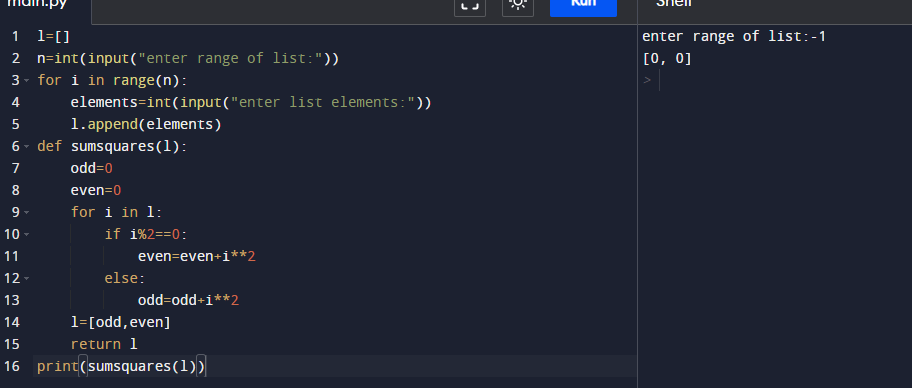 main.py
Run
Shell
1 l=[]
2 n=int(input("enter range of list:"))
3 for i in range(n):
4     elements=int(input("enter list elements:"))
5     l.append(elements)
6 def sumsquares(l):
7     odd=0
8     even=0
9     for i in l:
10         if i%2==0:
11             even=even+i**2
12         else:
13             odd=odd+i**2
14     l=[odd,even]
15     return l
16 print(sumsquares(l))
enter range of list:-1
[0, 0]
>